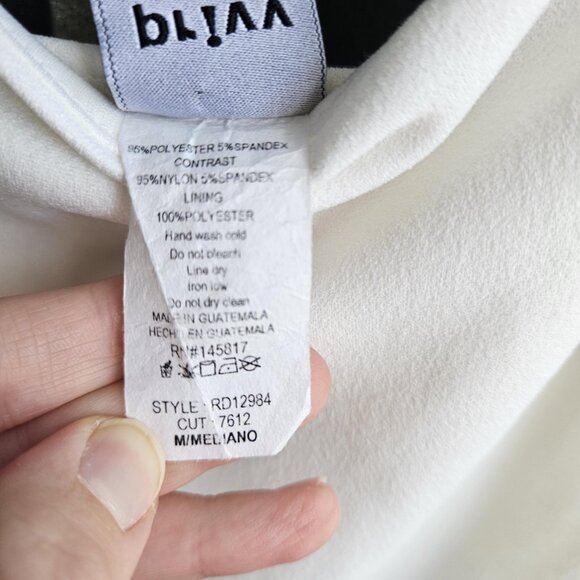 95%POLYESTER 5%SPANDEX
CONTRAST
95%NYLON 5%SPANDEX
LINING
100%POLYESTER
Hand wash cold
Do not bleach
Line dry
Iron low
Do not dry clean
MADE IN GUATEMALA
HECHO EN GUATEMALA
RN#145817
STYLE : RD12984
CUT : 7612
M/MEDIANO